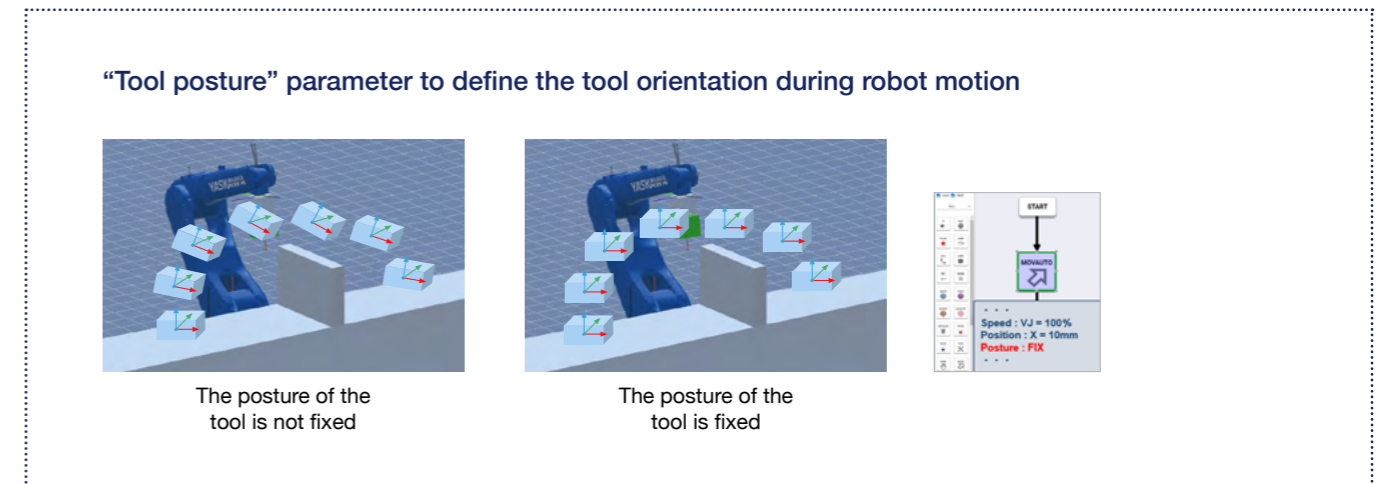 “Tool posture” parameter to define the tool orientation during robot motion
START
MOVAUTO
Speed : VJ = 100%
Position : X = 10mm
Posture : FIX
The posture of the
tool is not fixed
The posture of the
tool is fixed